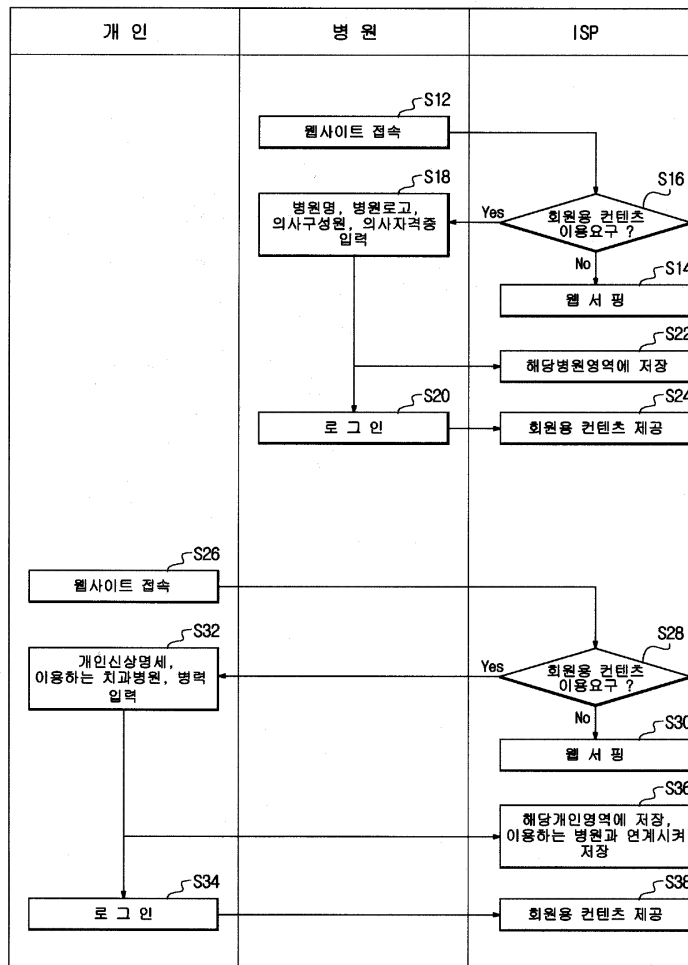 개 인
병 원
ISP
S12
웹사이트 접속
S18
병원명, 병원로고,
의사구성원, 의사자격증
입력
Yes
S16
회원용 컨텐츠
이용요구 ?
No
S14
웹 서 핑
S22
해당병원영역에 저장
S20
로 그 인
S24
회원용 컨텐츠 제공
S26
웹사이트 접속
S32
개인신상명세,
이용하는 치과병원, 병력
입력
Yes
S28
회원용 컨텐츠
이용요구 ?
No
S30
웹 서 핑
S36
해당개인영역에 저장,
이용하는 병원과 연계시켜
저장
S34
로 그 인
S38
회원용 컨텐츠 제공